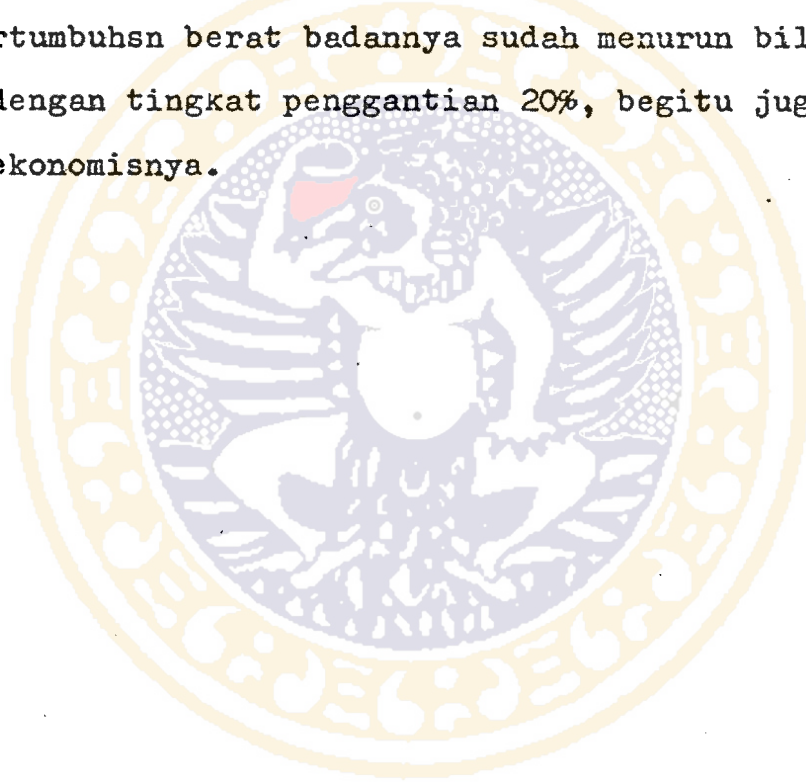 rtumbuhsn berat badannya sudah menurun bil
dengan tingkat penggantian 20%, begitu jug
ekonomisnya.